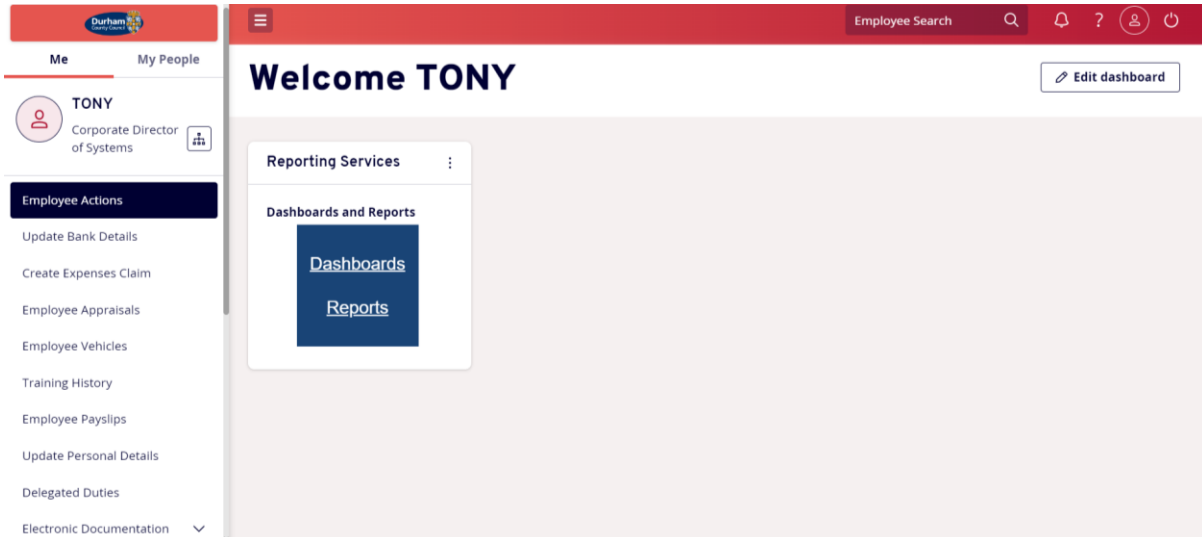 Durham
County Council
Employee Search
?
Me
My People
TONY
Corporate Director
of Systems
Employee Actions
Update Bank Details
Create Expenses Claim
Employee Appraisals
Employee Vehicles
Training History
Employee Payslips
Update Personal Details
Delegated Duties
Electronic Documentation
Welcome TONY
Edit dashboard
Reporting Services
Dashboards and Reports
Dashboards
Reports